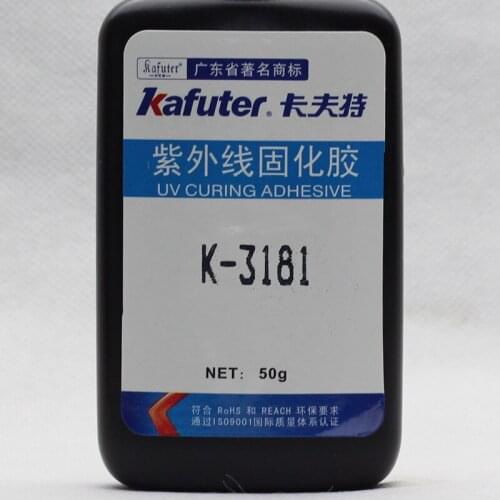 Kafuter® 广东省著名商标
Kafuter® 卡夫特
紫外线固化胶
UV CURING ADHESIVE
K-3181
NET: 50g
符合 RoHS 和 REACH 环保要求
通过ISO9001国际质量体系认证